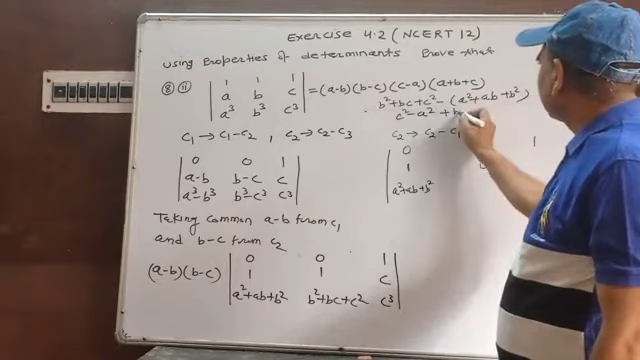 Exercise 4.2 (NCERT 12)
Using Properties of determinants Prove that
8 ii | 1 1 1 |
| a b c | = (a-b)(b-c)(c-a)(a+b+c)
| a³ b³ c³ |
b²+bc+c² - (a²+ab+b²)
c²-a² + b
C₁ → C₁-C₂ , C₂ → C₂-C₃
| 0 0 1 |
| a-b b-c c |
| a³-b³ b³-c³ c³ |
Taking common a-b from C₁
and b-c from C₂
(a-b)(b-c) | 0 0 1 |
| 1 1 c |
| a²+ab+b² b²+bc+c² c³ |
C₂ → C₂-C₁
| 0 1
| 1
| a²+ab+b²